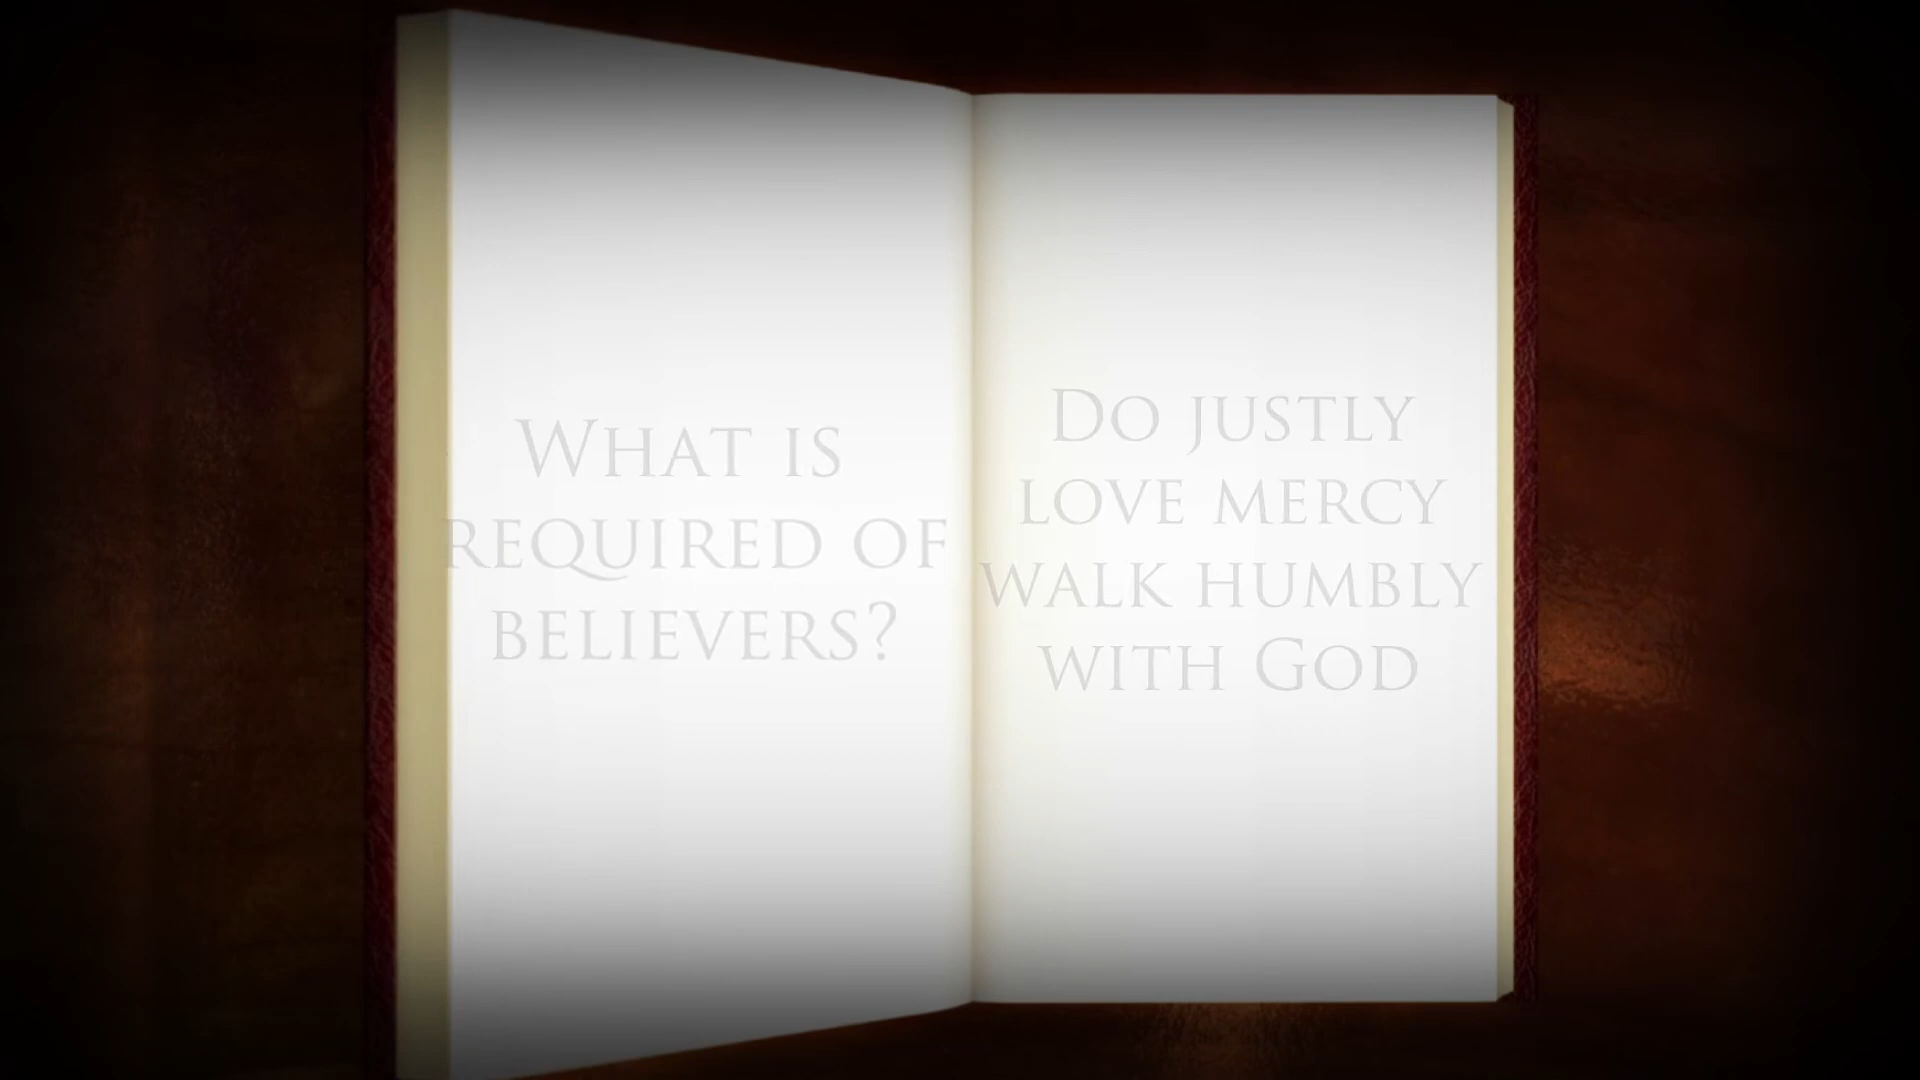 What is
required of
believers?
Do justly
love mercy
walk humbly
with God